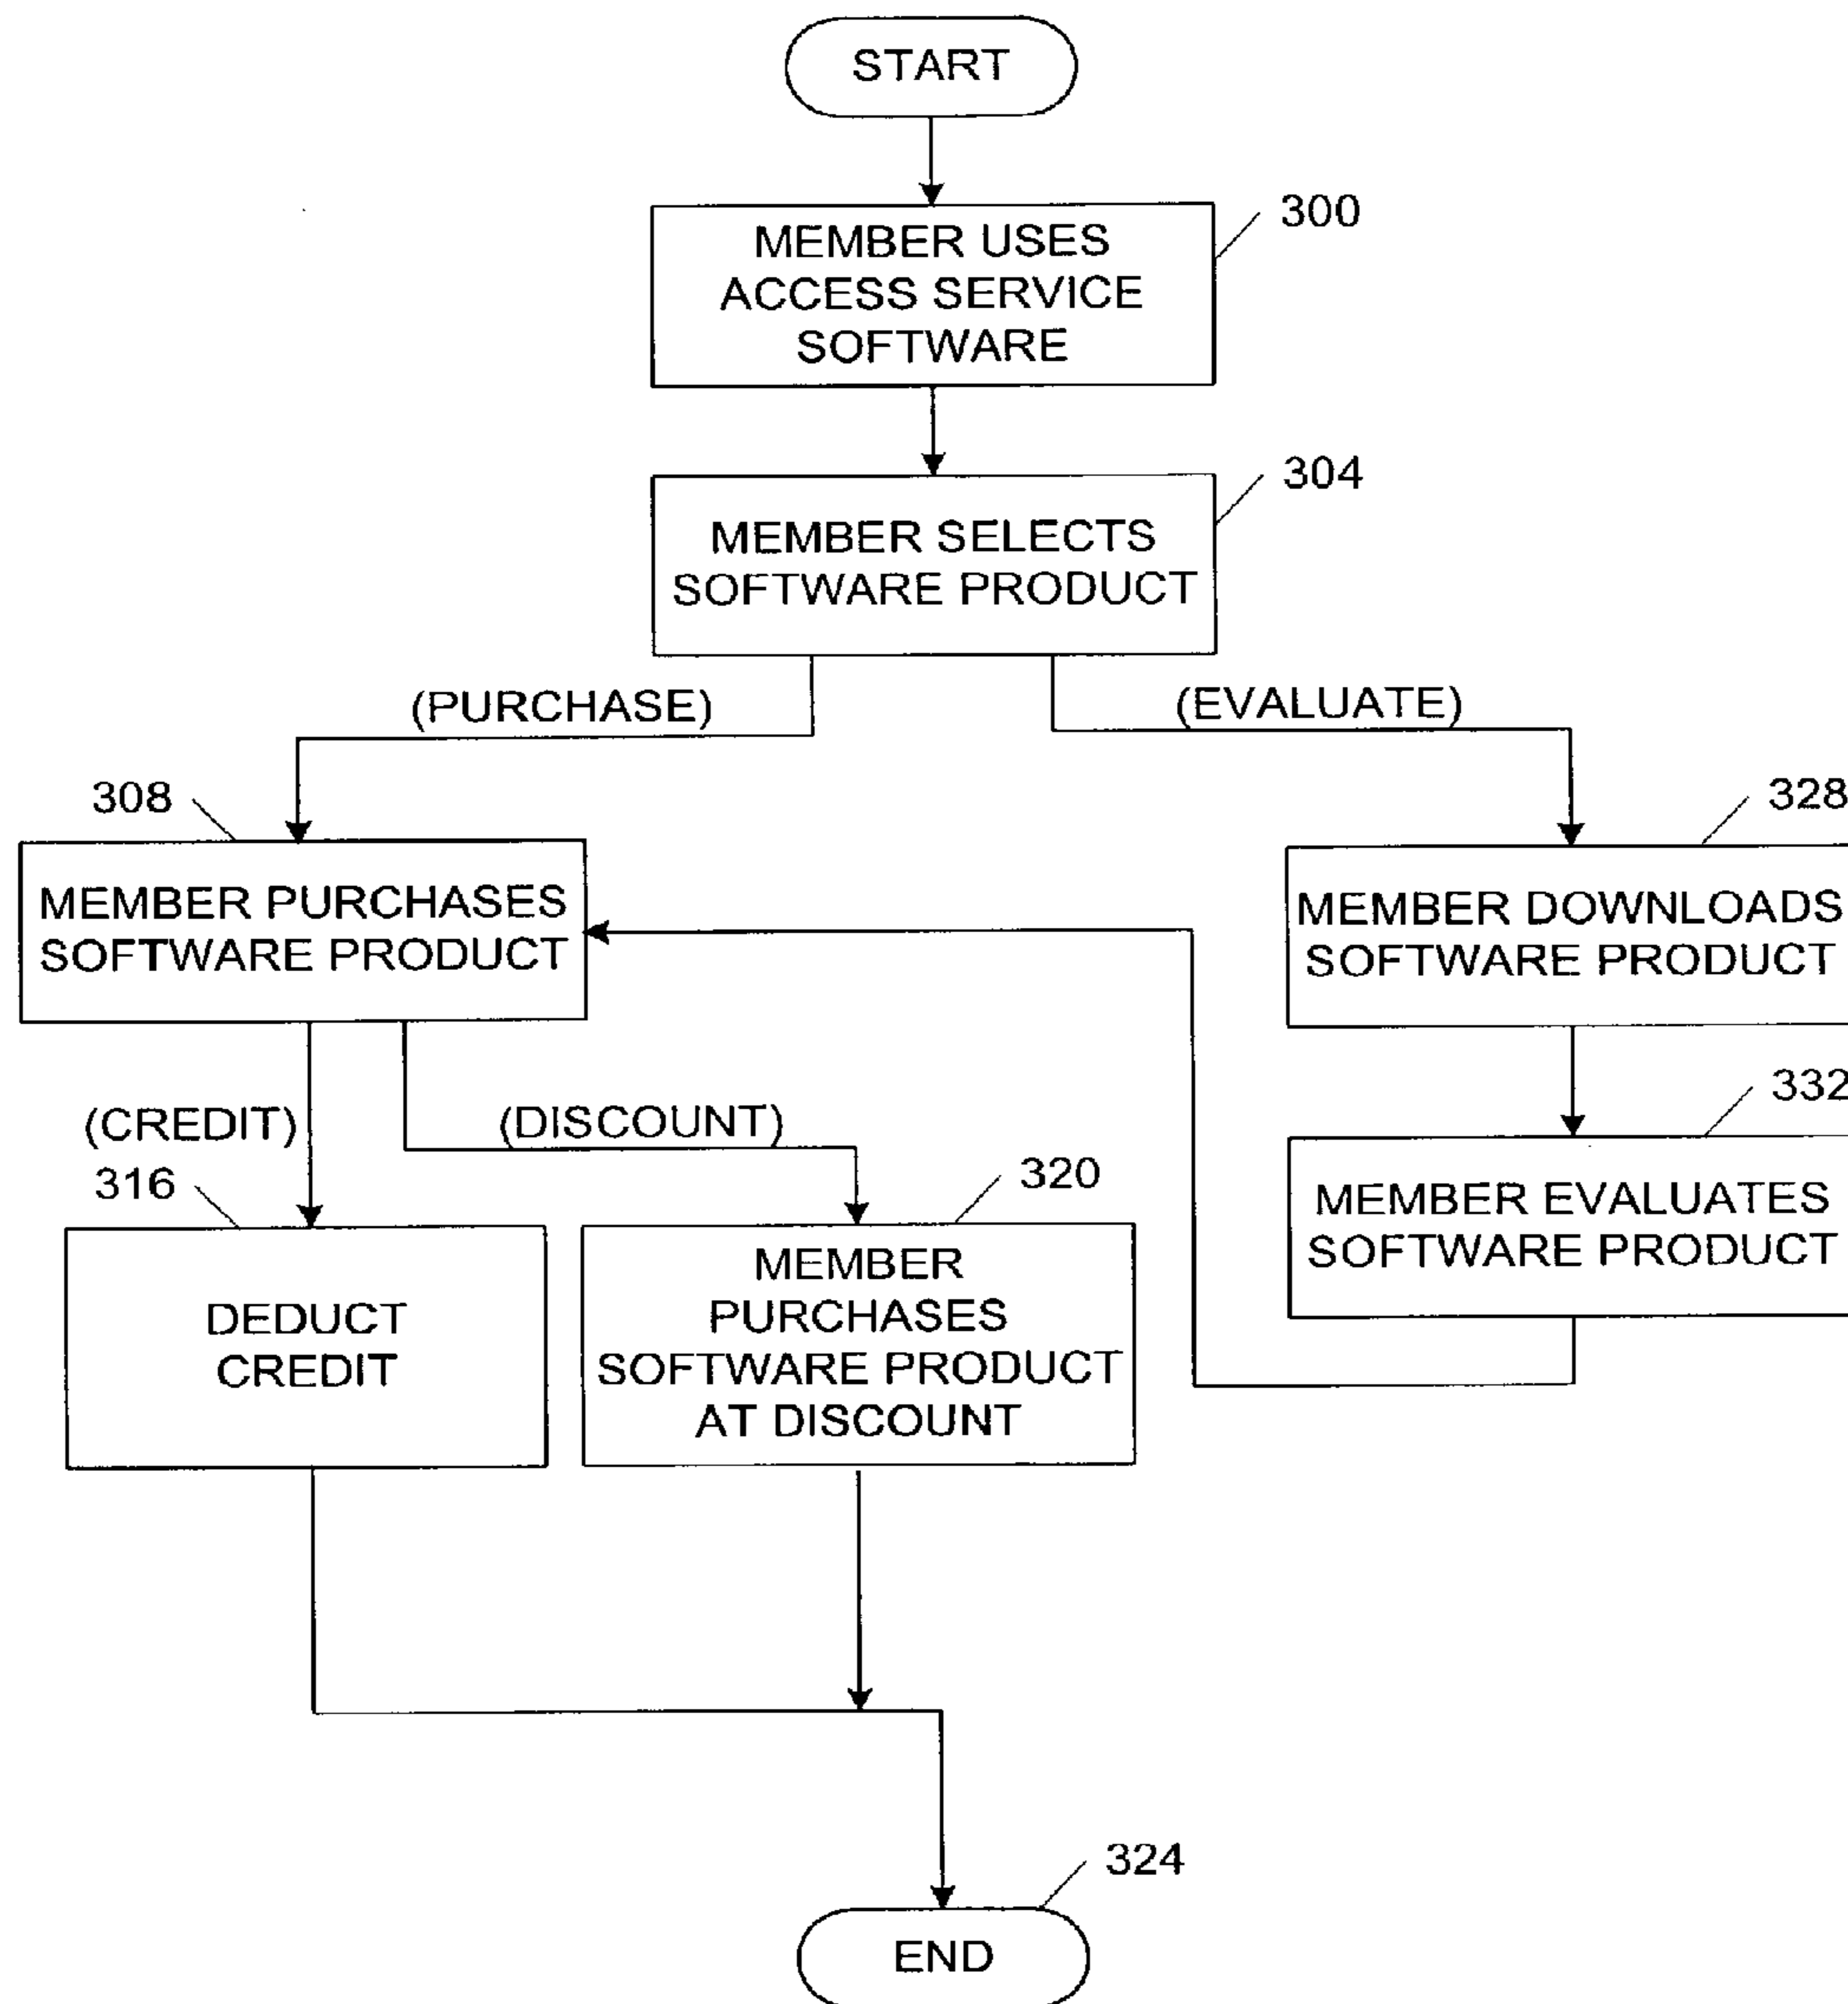 START
300
MEMBER USES
ACCESS SERVICE
SOFTWARE
304
MEMBER SELECTS
SOFTWARE PRODUCT
(PURCHASE)
(EVALUATE)
308
MEMBER PURCHASES
SOFTWARE PRODUCT
328
MEMBER DOWNLOADS
SOFTWARE PRODUCT
(CREDIT)
(DISCOUNT)
332
MEMBER EVALUATES
SOFTWARE PRODUCT
316
DEDUCT
CREDIT
320
MEMBER
PURCHASES
SOFTWARE PRODUCT
AT DISCOUNT
324
END